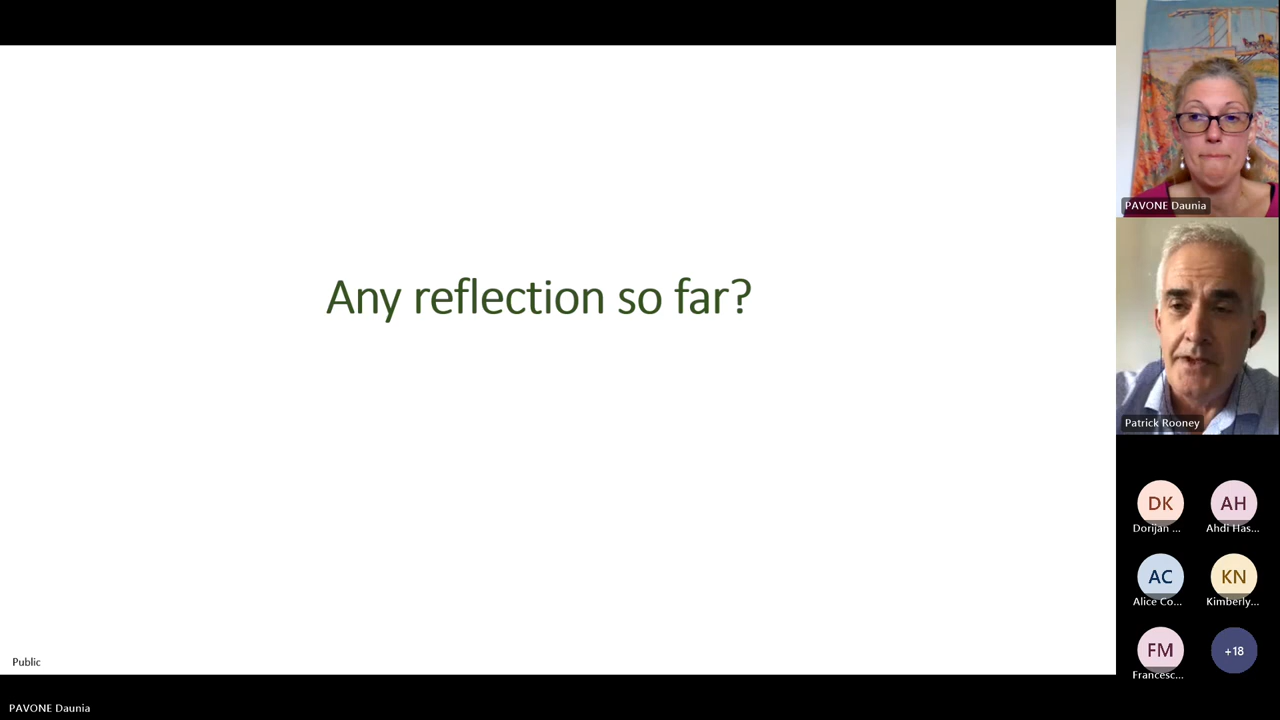 Any reflection so far?
Public
PAVONE Daunia
PAVONE Daunia
Patrick Rooney
DK
Dorijan ...
AH
Ahdi Has...
AC
Alice Co...
KN
Kimberly...
FM
Francesc...
+18